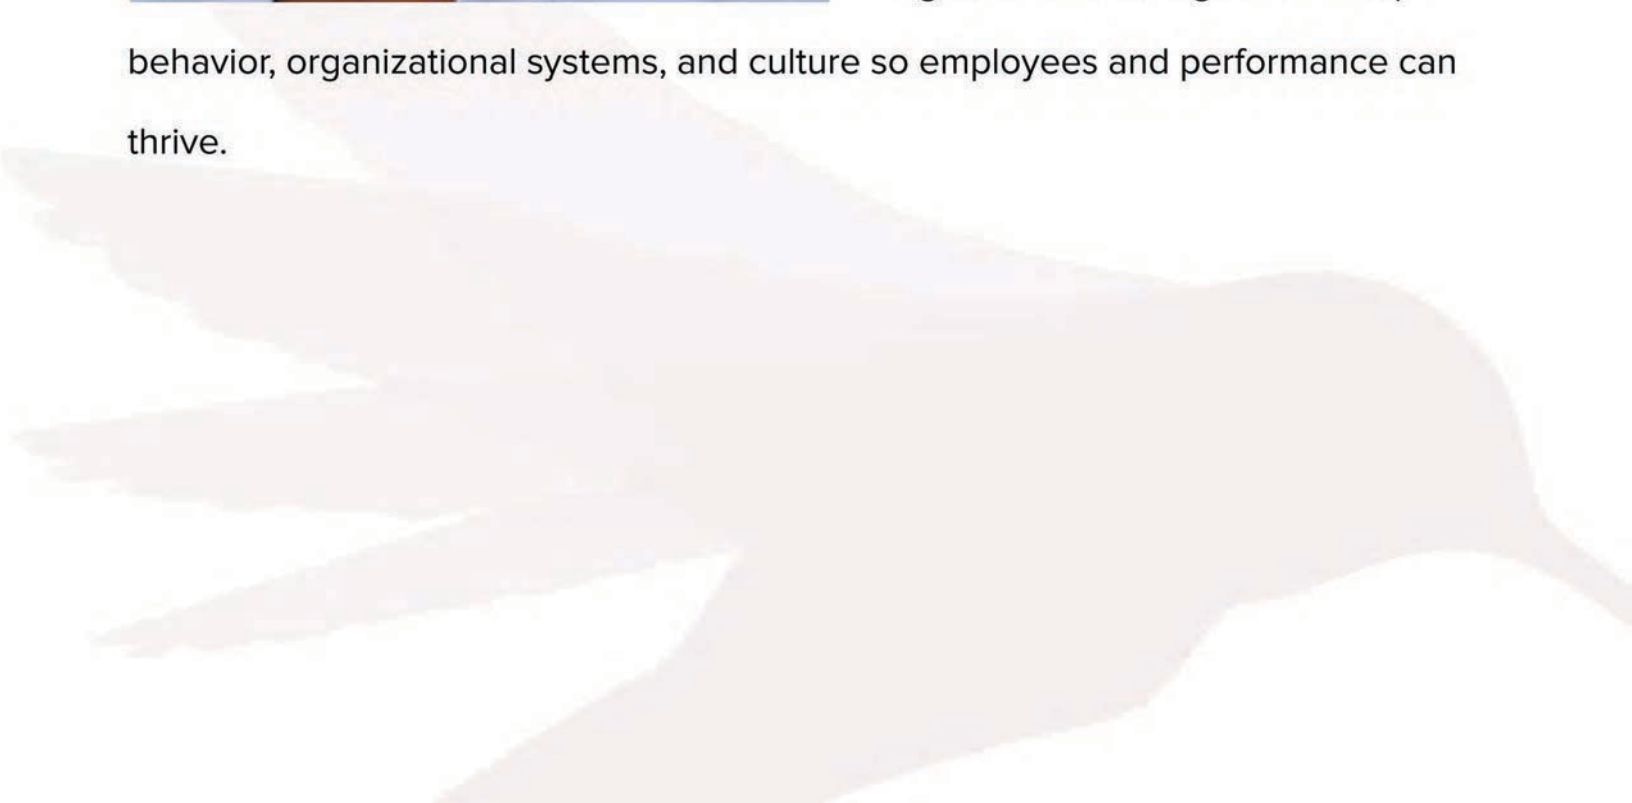 behavior, organizational systems, and culture so employees and performance can
thrive.